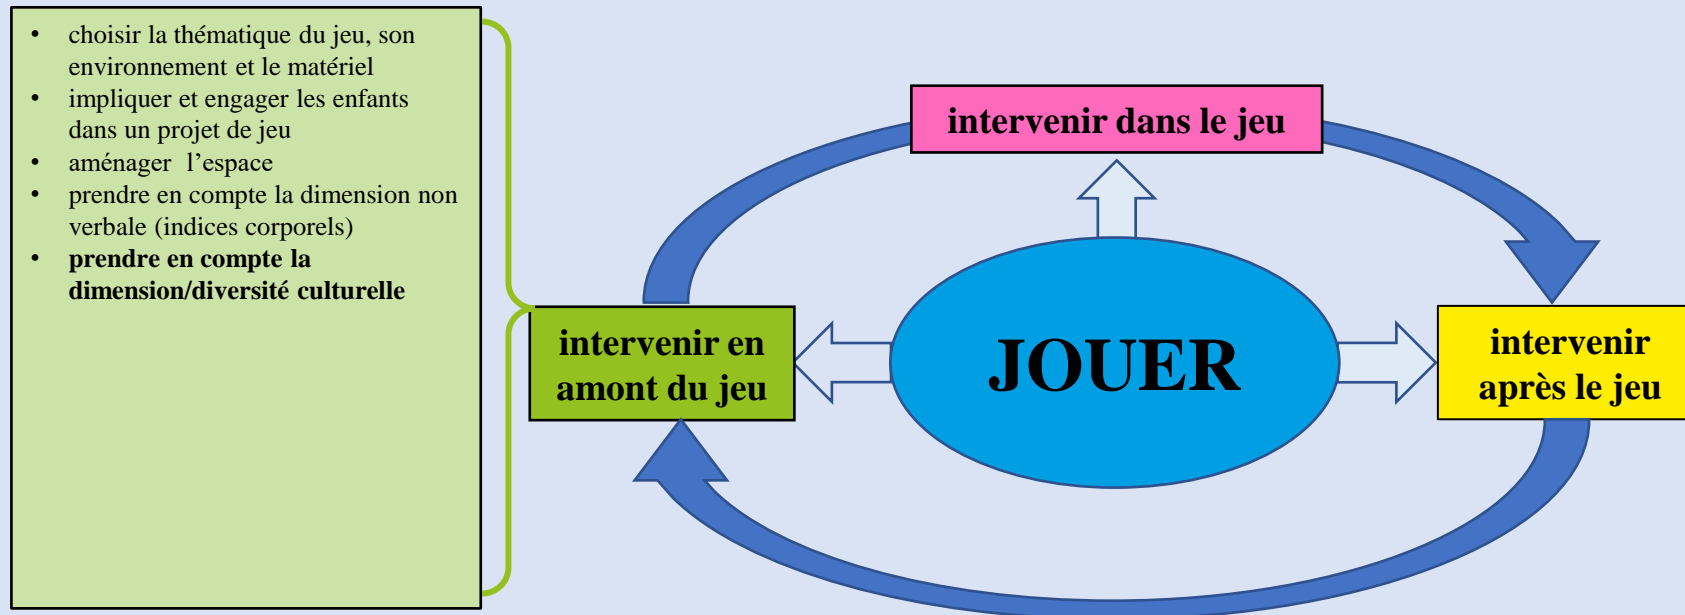 • choisir la thématique du jeu, son
environnement et le matériel
• impliquer et engager les enfants
dans un projet de jeu
• aménager l’espace
• prendre en compte la dimension non
verbale (indices corporels)
• prendre en compte la
dimension/diversité culturelle
intervenir dans le jeu
intervenir en
amont du jeu
JOUER
intervenir
après le jeu